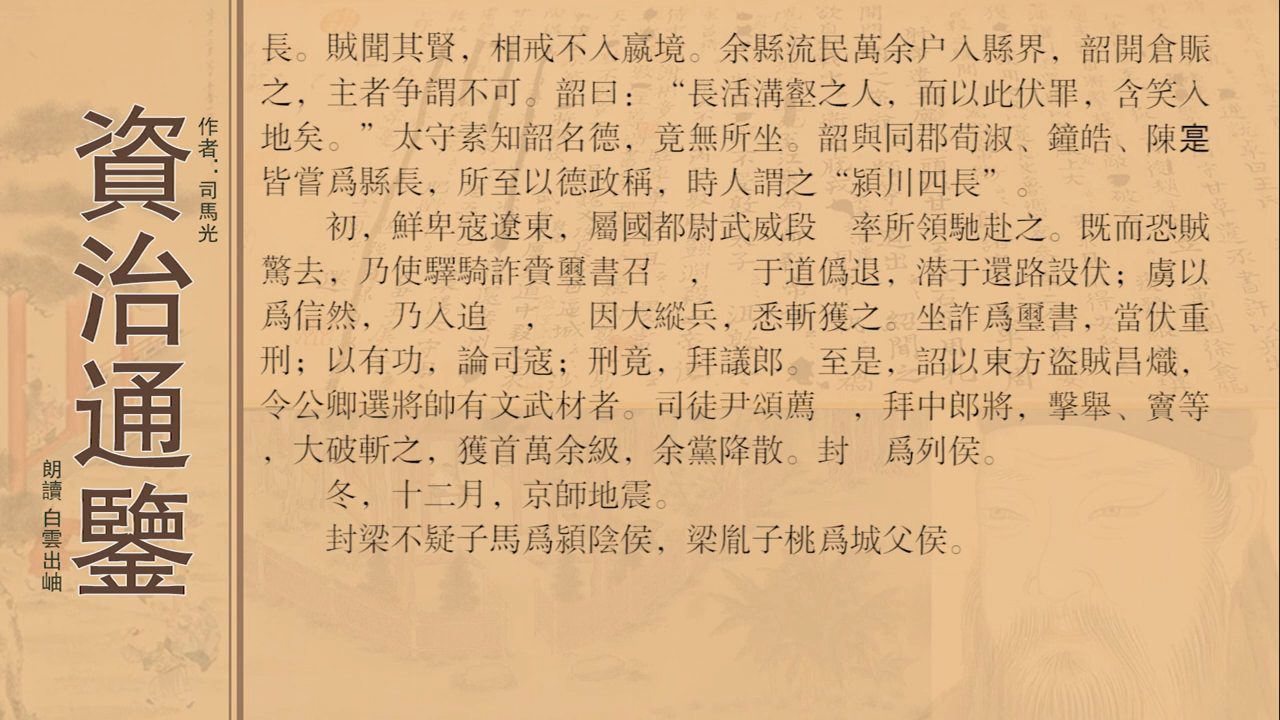 資治通鑒
作者：司馬光
朗讀 白雲出岫
長。賊聞其賢，相戒不入嬴境。余縣流民萬余户入縣界，韶開倉賑
之，主者争謂不可。韶曰：“長活溝壑之人，而以此伏罪，含笑入
地矣。”太守素知韶名德，竟無所坐。韶與同郡荀淑、鐘皓、陳寔
皆嘗爲縣長，所至以德政稱，時人謂之“潁川四長”。
初，鮮卑寇遼東，屬國都尉武威段　率所領馳赴之。既而恐賊
驚去，乃使驛騎詐賫璽書召　，　于道僞退，潜于還路設伏；虜以
爲信然，乃入追　，　因大縱兵，悉斬獲之。坐詐爲璽書，當伏重
刑；以有功，論司寇；刑竟，拜議郎。至是，詔以東方盗賊昌熾，
令公卿選將帥有文武材者。司徒尹頌薦　，拜中郎將，擊舉、竇等
，大破斬之，獲首萬余級，余黨降散。封　爲列侯。
冬，十二月，京師地震。
封梁不疑子馬爲潁陰侯，梁胤子桃爲城父侯。